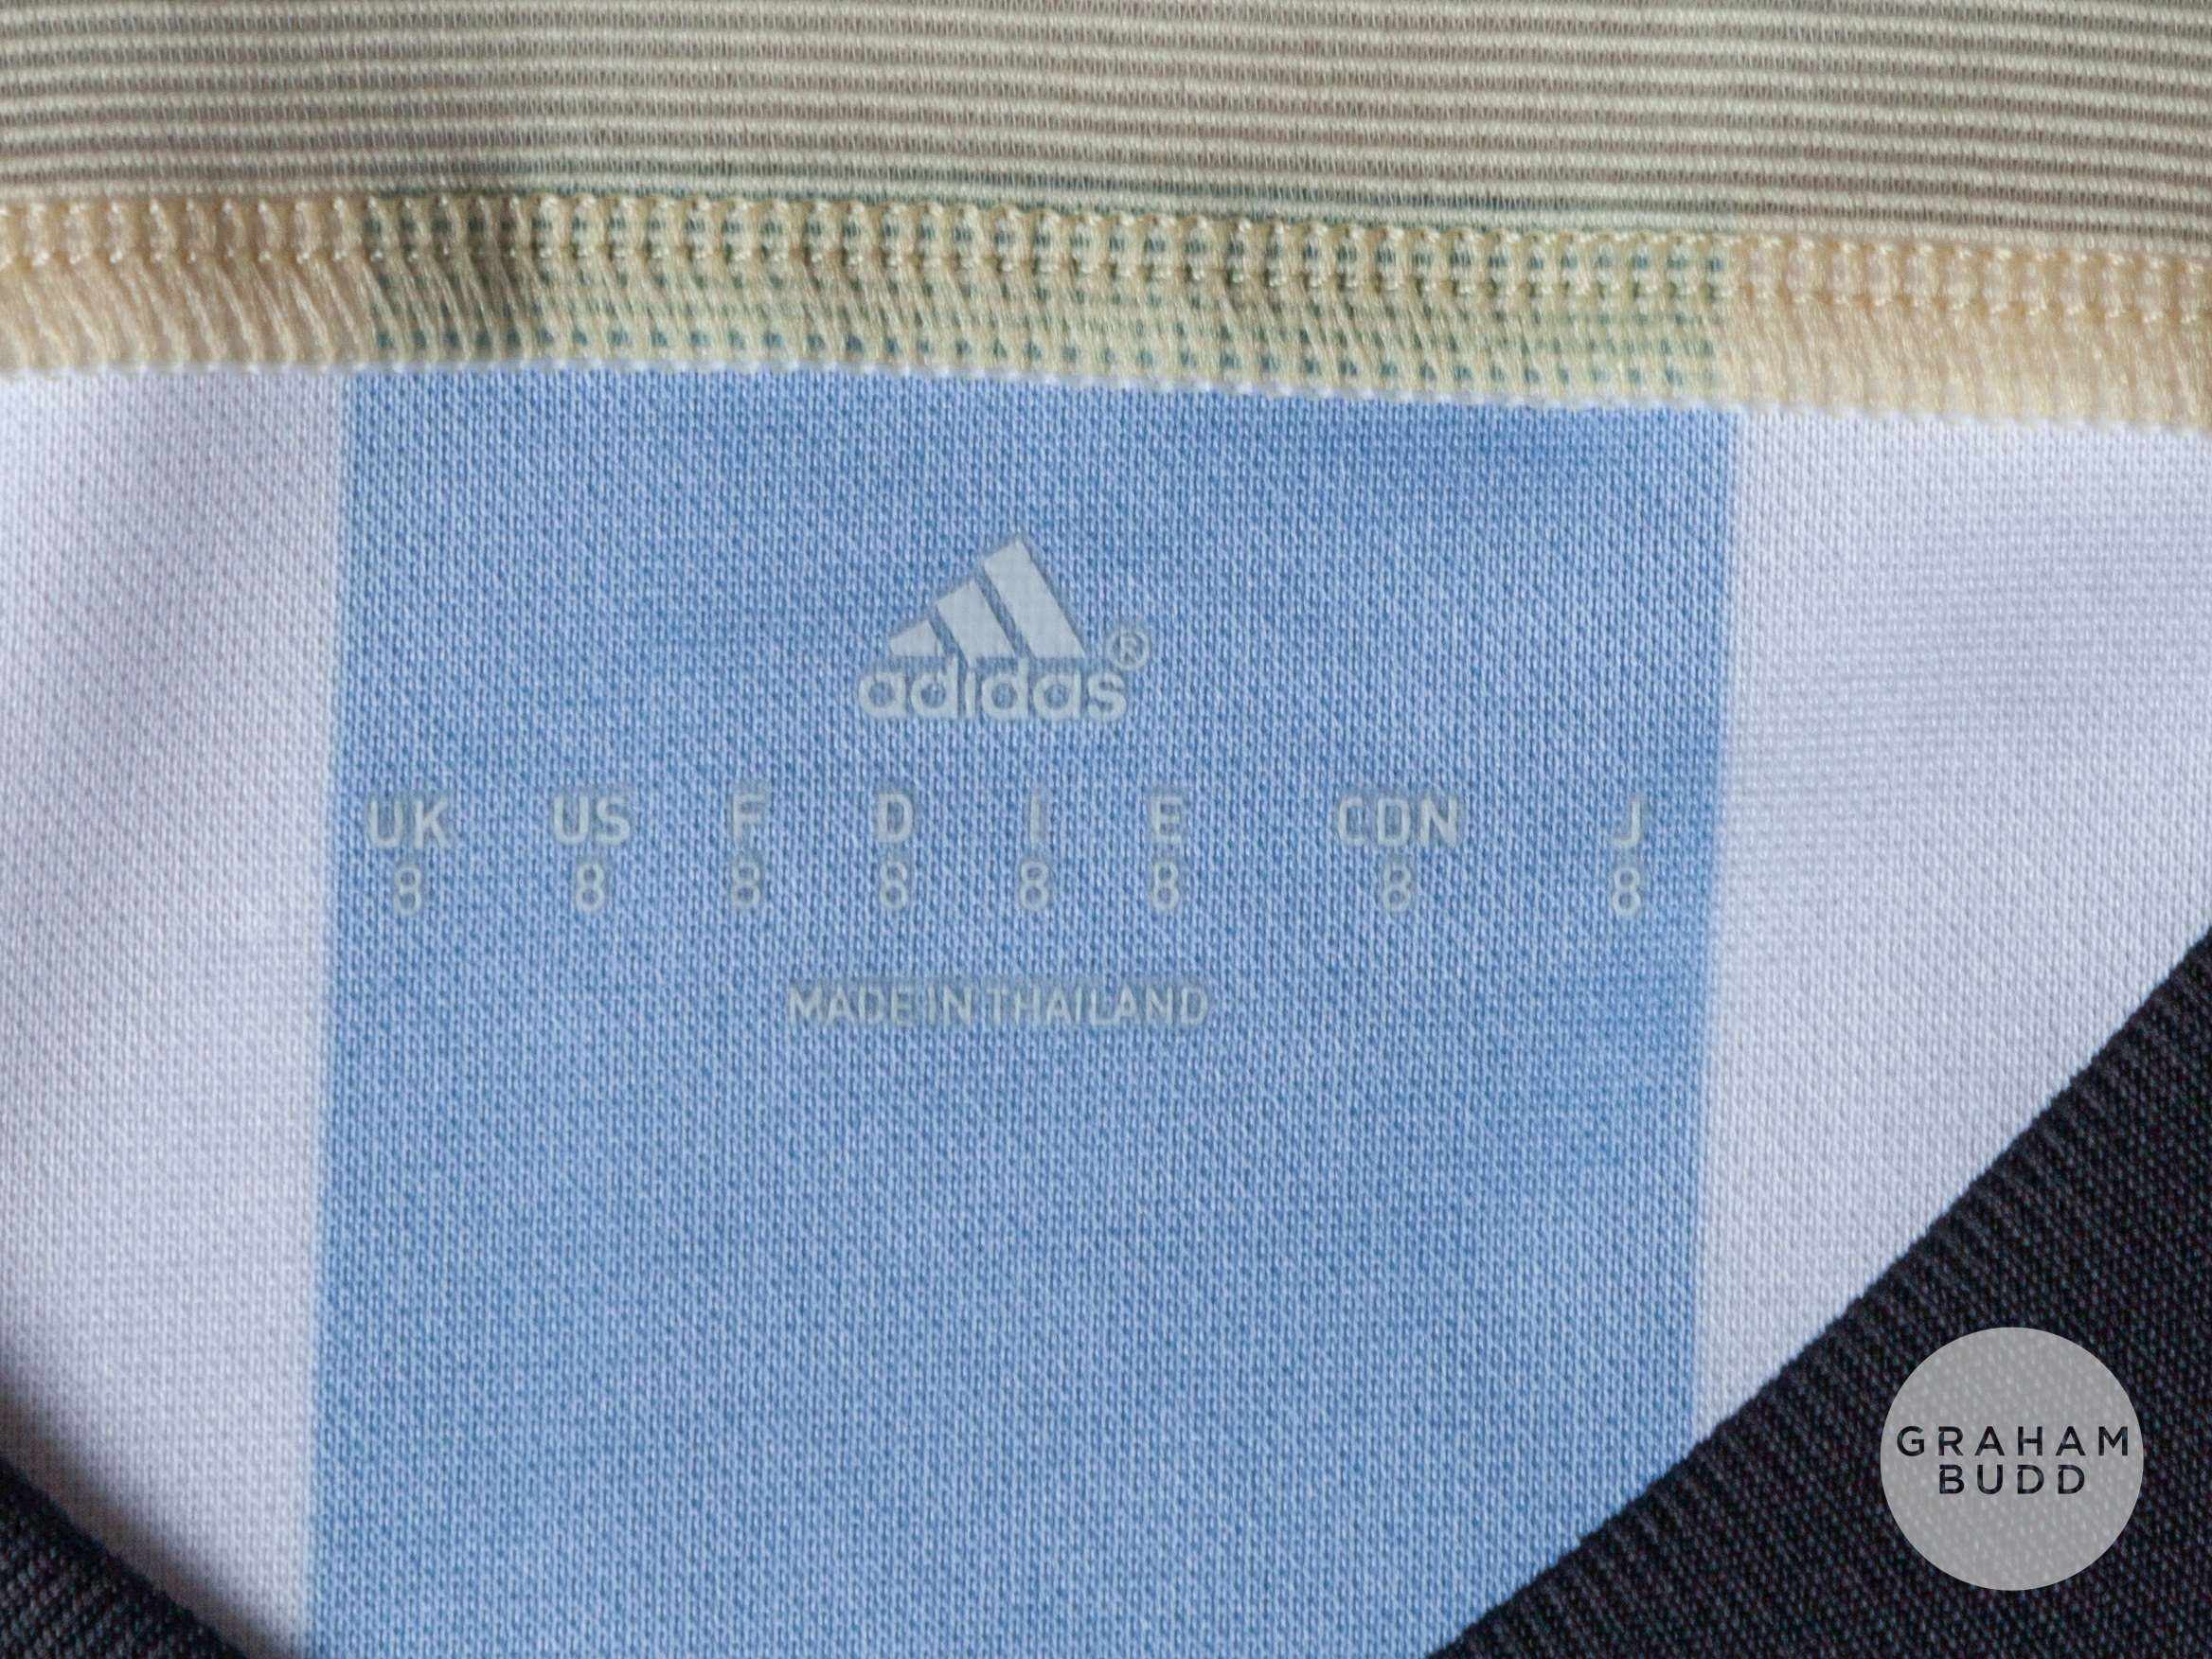 adidas®
UK US F D I E CDN J
8 8 8 8 8 8 8 8
MADE IN THAILAND
GRAHAM
BUDD